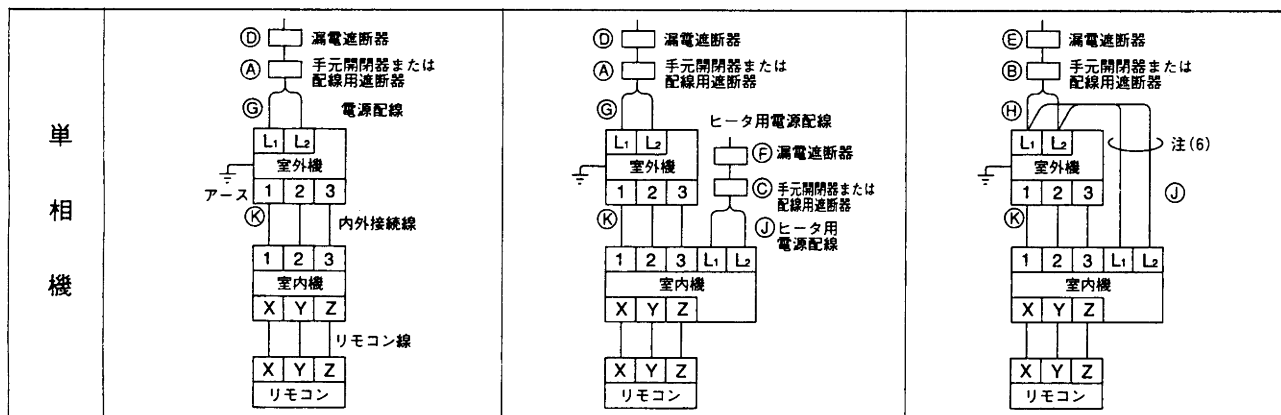 単相機
Ⓓ 漏電遮断器
Ⓐ 手元開閉器または
配線用遮断器
Ⓖ 電源配線
L₁ L₂
室外機
アース
1 2 3
Ⓚ 内外接続線
1 2 3
室内機
X Y Z
リモコン線
X Y Z
リモコン
Ⓓ 漏電遮断器
Ⓐ 手元開閉器または
配線用遮断器
Ⓖ
ヒータ用電源配線
L₁ L₂
室外機
1 2 3
Ⓕ 漏電遮断器
Ⓒ 手元開閉器または
配線用遮断器
Ⓚ
Ⓙ ヒータ用
電源配線
1 2 3 L₁ L₂
室内機
X Y Z
X Y Z
リモコン
Ⓔ 漏電遮断器
Ⓑ 手元開閉器または
配線用遮断器
Ⓗ
L₁ L₂
室外機
注(6)
1 2 3
Ⓙ
Ⓚ
1 2 3 L₁ L₂
室内機
X Y Z
X Y Z
リモコン